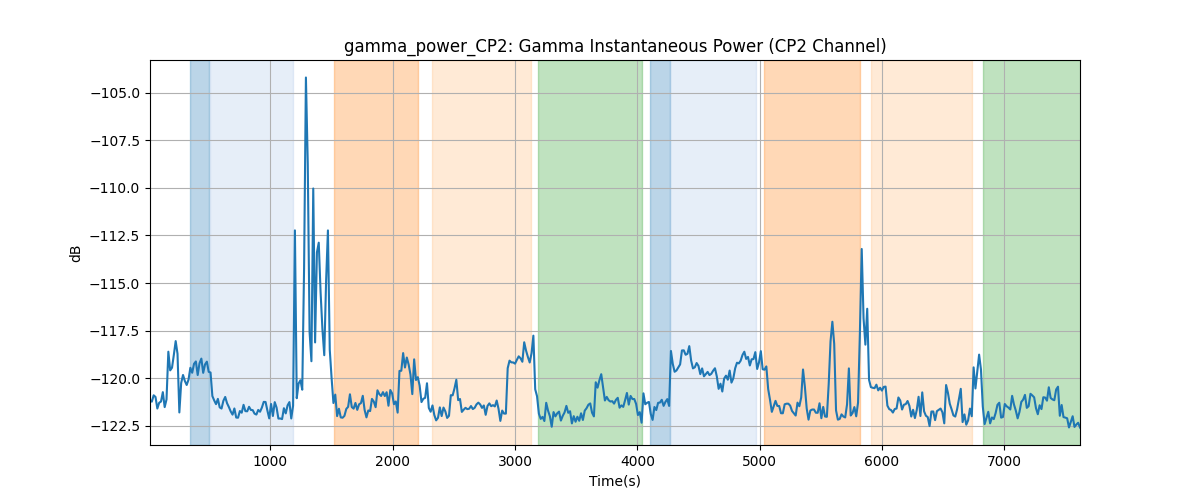 gamma_power_CP2: Gamma Instantaneous Power (CP2 Channel)
−105.0
−107.5
−110.0
−112.5
−115.0
−117.5
−120.0
−122.5
dB
1000 2000 3000 4000 5000 6000 7000
Time(s)